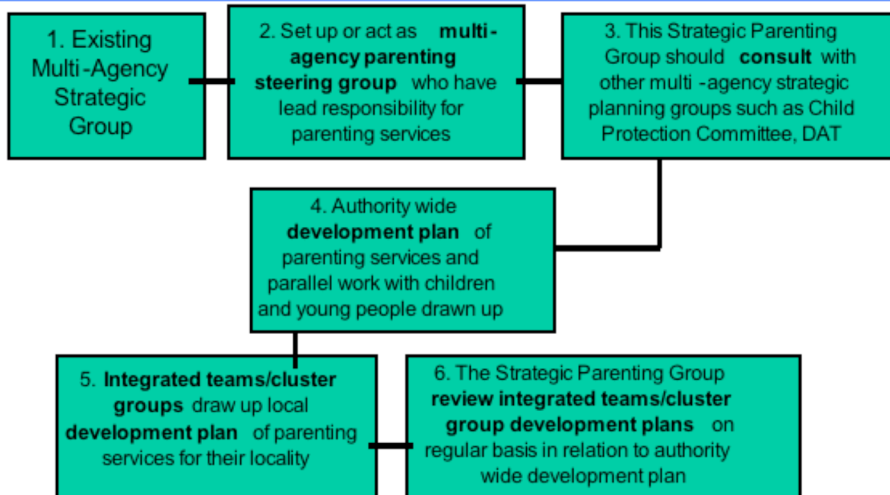 1. Existing
Multi-Agency
Strategic
Group
2. Set up or act as multi-
agency parenting
steering group who have
lead responsibility for
parenting services
3. This Strategic Parenting
Group should consult with
other multi-agency strategic
planning groups such as Child
Protection Committee, DAT
4. Authority wide
development plan of
parenting services and
parallel work with children
and young people drawn up
5. Integrated teams/cluster
groups draw up local
development plan of parenting
services for their locality
6. The Strategic Parenting Group
review integrated teams/cluster
group development plans on
regular basis in relation to authority
wide development plan